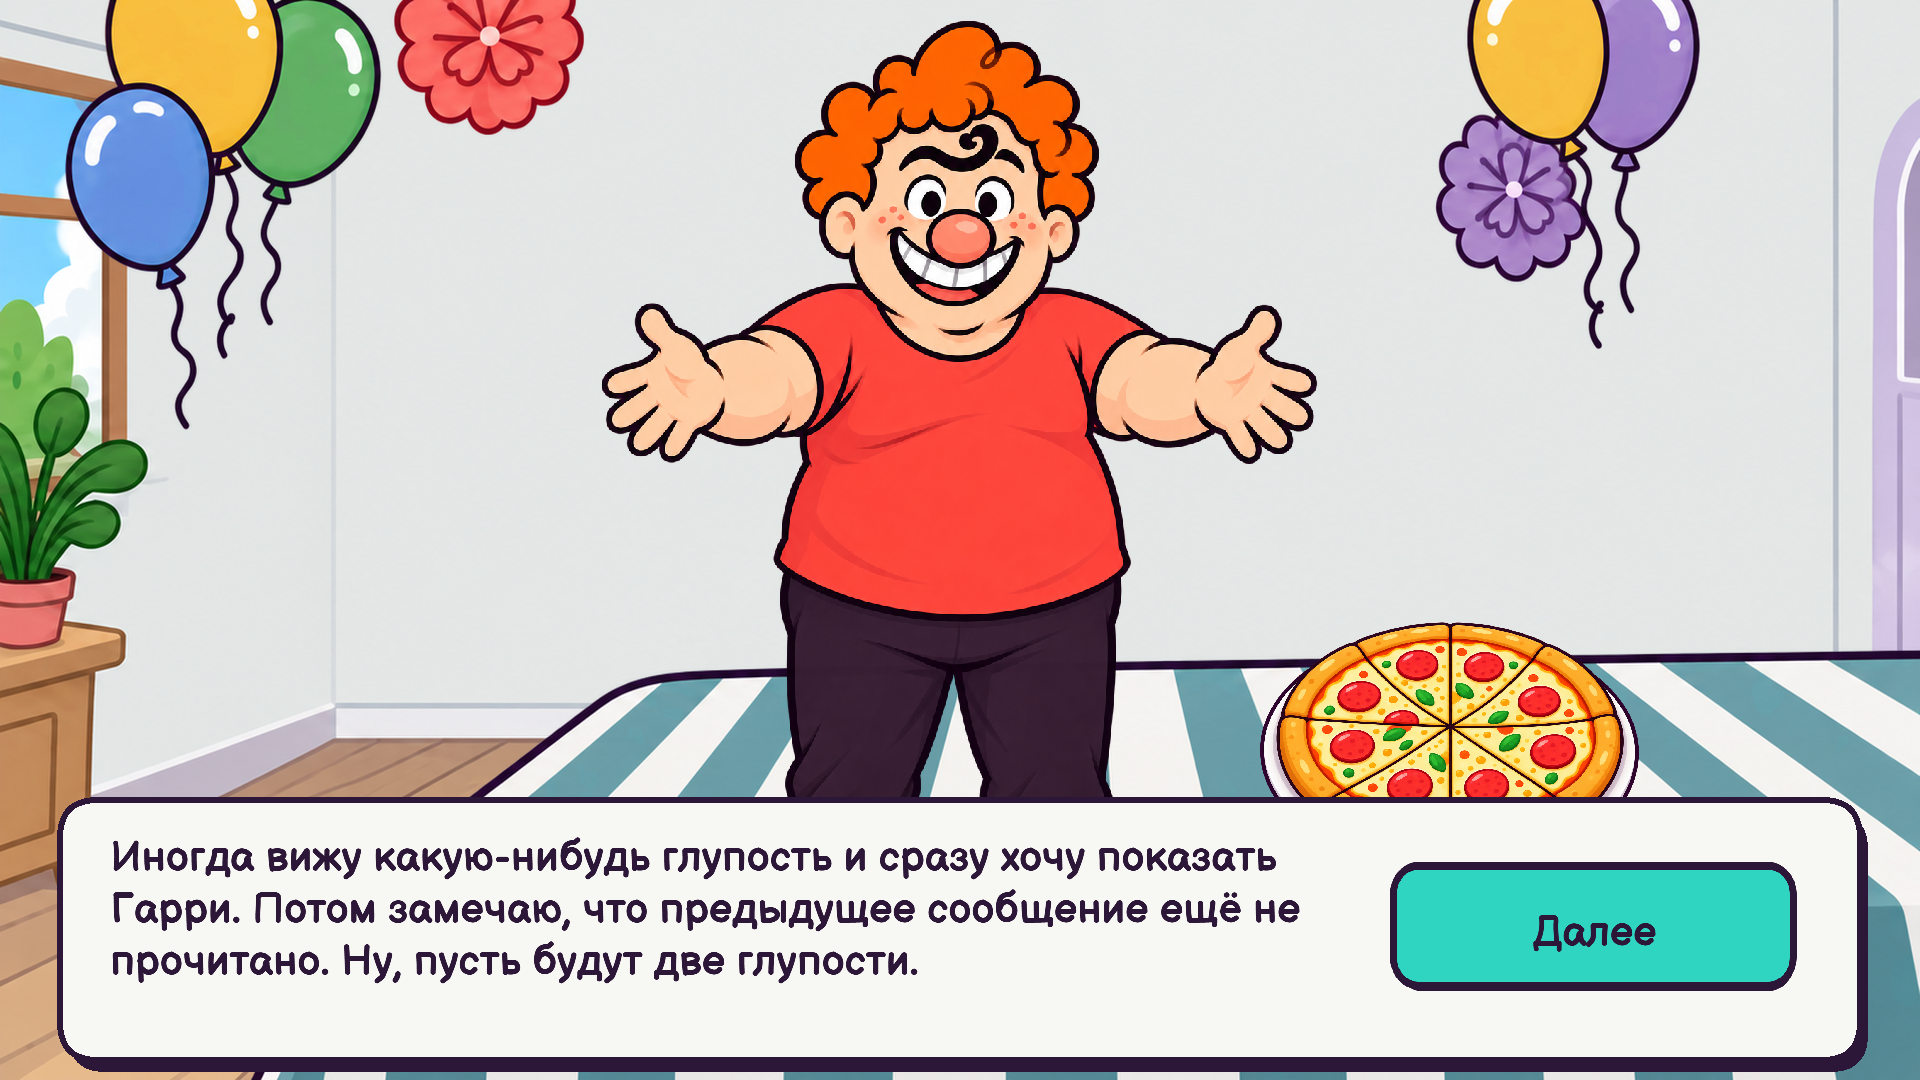 Иногда вижу какую-нибудь глупость и сразу хочу показать
Гарри. Потом замечаю, что предыдущее сообщение ещё не
прочитано. Ну, пусть будут две глупости.
Далее